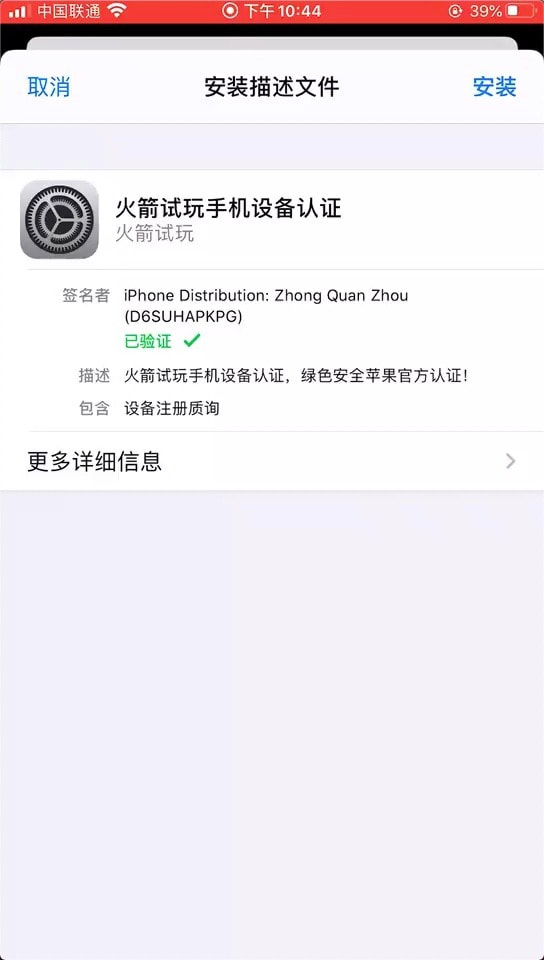 中国联通 下午10:44 39%
取消 安装描述文件 安装
火箭试玩手机设备认证
火箭试玩
签名者 iPhone Distribution: Zhong Quan Zhou
(D6SUHAPKPG)
已验证
描述 火箭试玩手机设备认证，绿色安全苹果官方认证！
包含 设备注册质询
更多详细信息